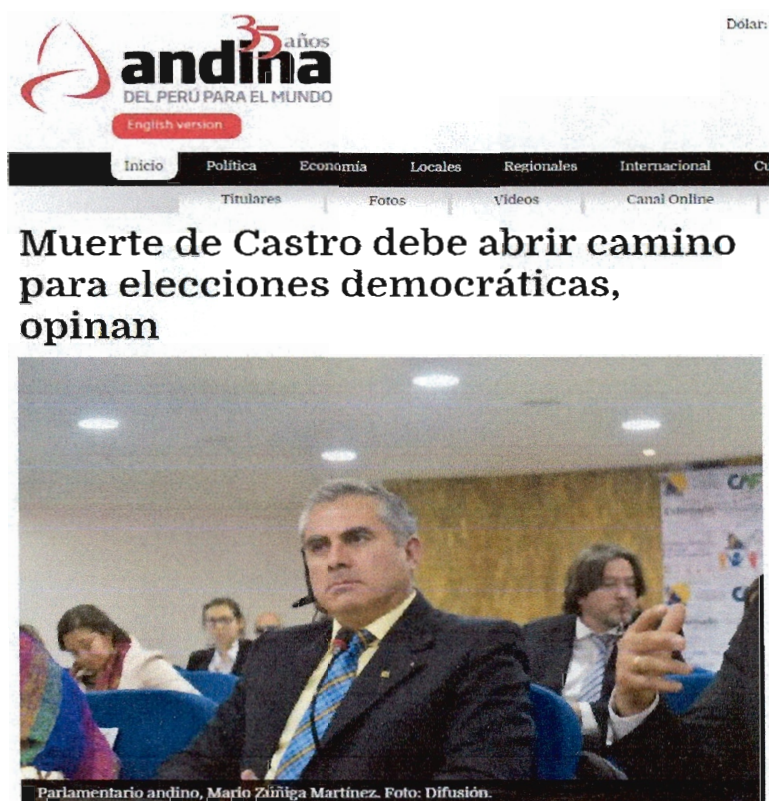 35 años
andina
DEL PERÚ PARA EL MUNDO
English version
Dólar:
Inicio Política Economía Locales Regionales Internacional Cu
Titulares Fotos Videos Canal Online
Muerte de Castro debe abrir camino
para elecciones democráticas,
opinan
CAF
Parlamentario andino, Mario Zúñiga Martínez. Foto: Difusión.